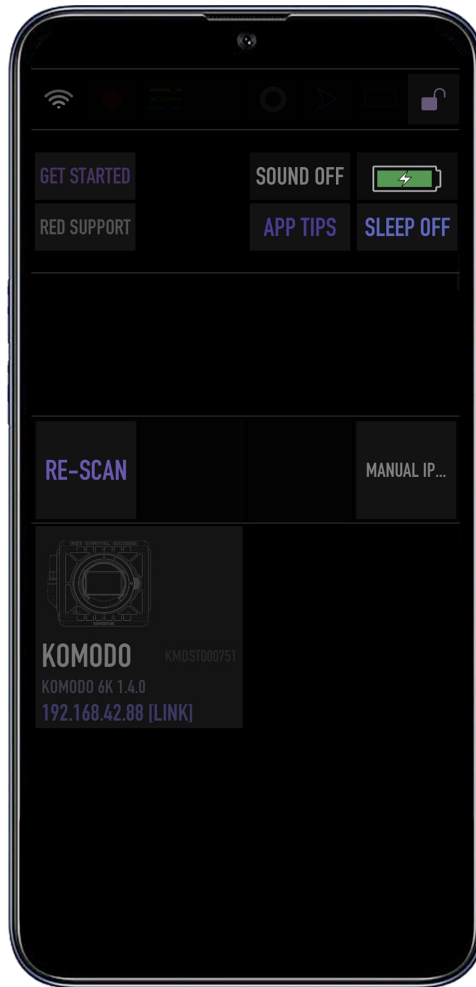 GET STARTED
SOUND OFF
RED SUPPORT
APP TIPS
SLEEP OFF
RE-SCAN
MANUAL IP...
KOMODO
KMDST000751
KOMODO 6K 1.4.0
192.168.42.88 [LINK]